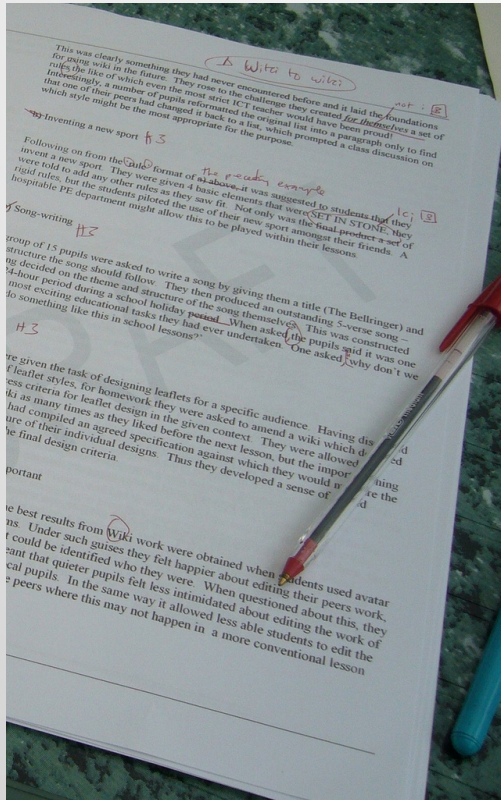 Δ Wiki to wiki
This was clearly something they had never encountered before and it laid the foundations
for using wiki in the future. They rose to the challenge they created for themselves a set of
rules the like of which even the most strict ICT teacher would have been proud!
Interestingly, a number of pupils reformatted the original list into a paragraph only to find
that one of their peers had changed it back to a list, which prompted a class discussion on
which style might be the most appropriate for the purpose.
not : B
Inventing a new sport H3
the preceding example
Following on from the 'rule' format of a) above, it was suggested to students that they
invent a new sport. They were given 4 basic elements that were SET IN STONE, they
lc; B
were told to add any other rules as they saw fit. Not only was the final product a set of
rigid rules, but the students piloted the use of their new sport amongst their friends. A
hospitable PE department might allow this to be played within their lessons.
Song-writing
H3
group of 15 pupils were asked to write a song by giving them a title (The Bellringer) and
structure the song should follow. They then produced an outstanding 5-verse song –
ng decided on the theme and structure of the song themselves. This was constructed
24-hour period during a school holiday period. When asked, the pupils said it was one
most exciting educational tasks they had ever undertaken. One asked why don't we
do something like this in school lessons?'
H3
re given the task of designing leaflets for a specific audience. Having dis
f leaflet styles, for homework they were asked to amend a wiki which d
ess criteria for leaflet design in the given context. They were allowed ed
iki as many times as they liked before the next lesson, but the impor hing
had compiled an agreed specification against which they would m re the
ure of their individual designs. Thus they developed a sense of d
he final design criteria.
portant
e best results from Wiki work were obtained when students used avatar
ms. Under such guises they felt happier about editing their peers work,
t could be identified who they were. When questioned about this, they
eant that quieter pupils felt less intimidated about editing the work of
cal pupils. In the same way it allowed less able students to edit the
e peers where this may not happen in a more conventional lesson